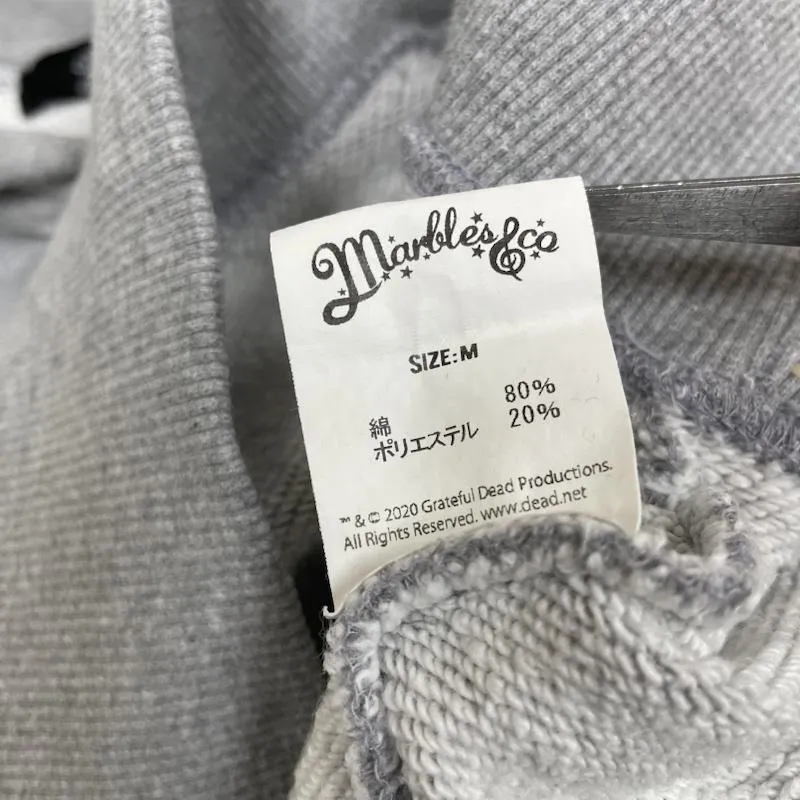 Marbles & co
SIZE: M
綿 80%
ポリエステル 20%
™ & © 2020 Grateful Dead Productions.
All Rights Reserved. www.dead.net